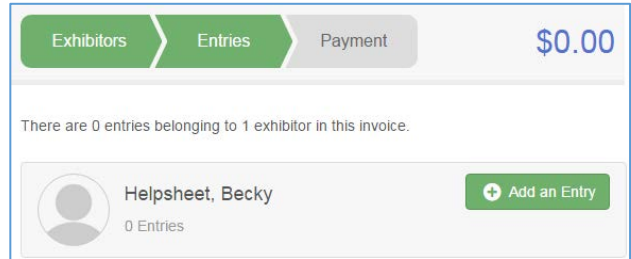 Exhibitors Entries Payment $0.00
There are 0 entries belonging to 1 exhibitor in this invoice.
Helpsheet, Becky Add an Entry
0 Entries